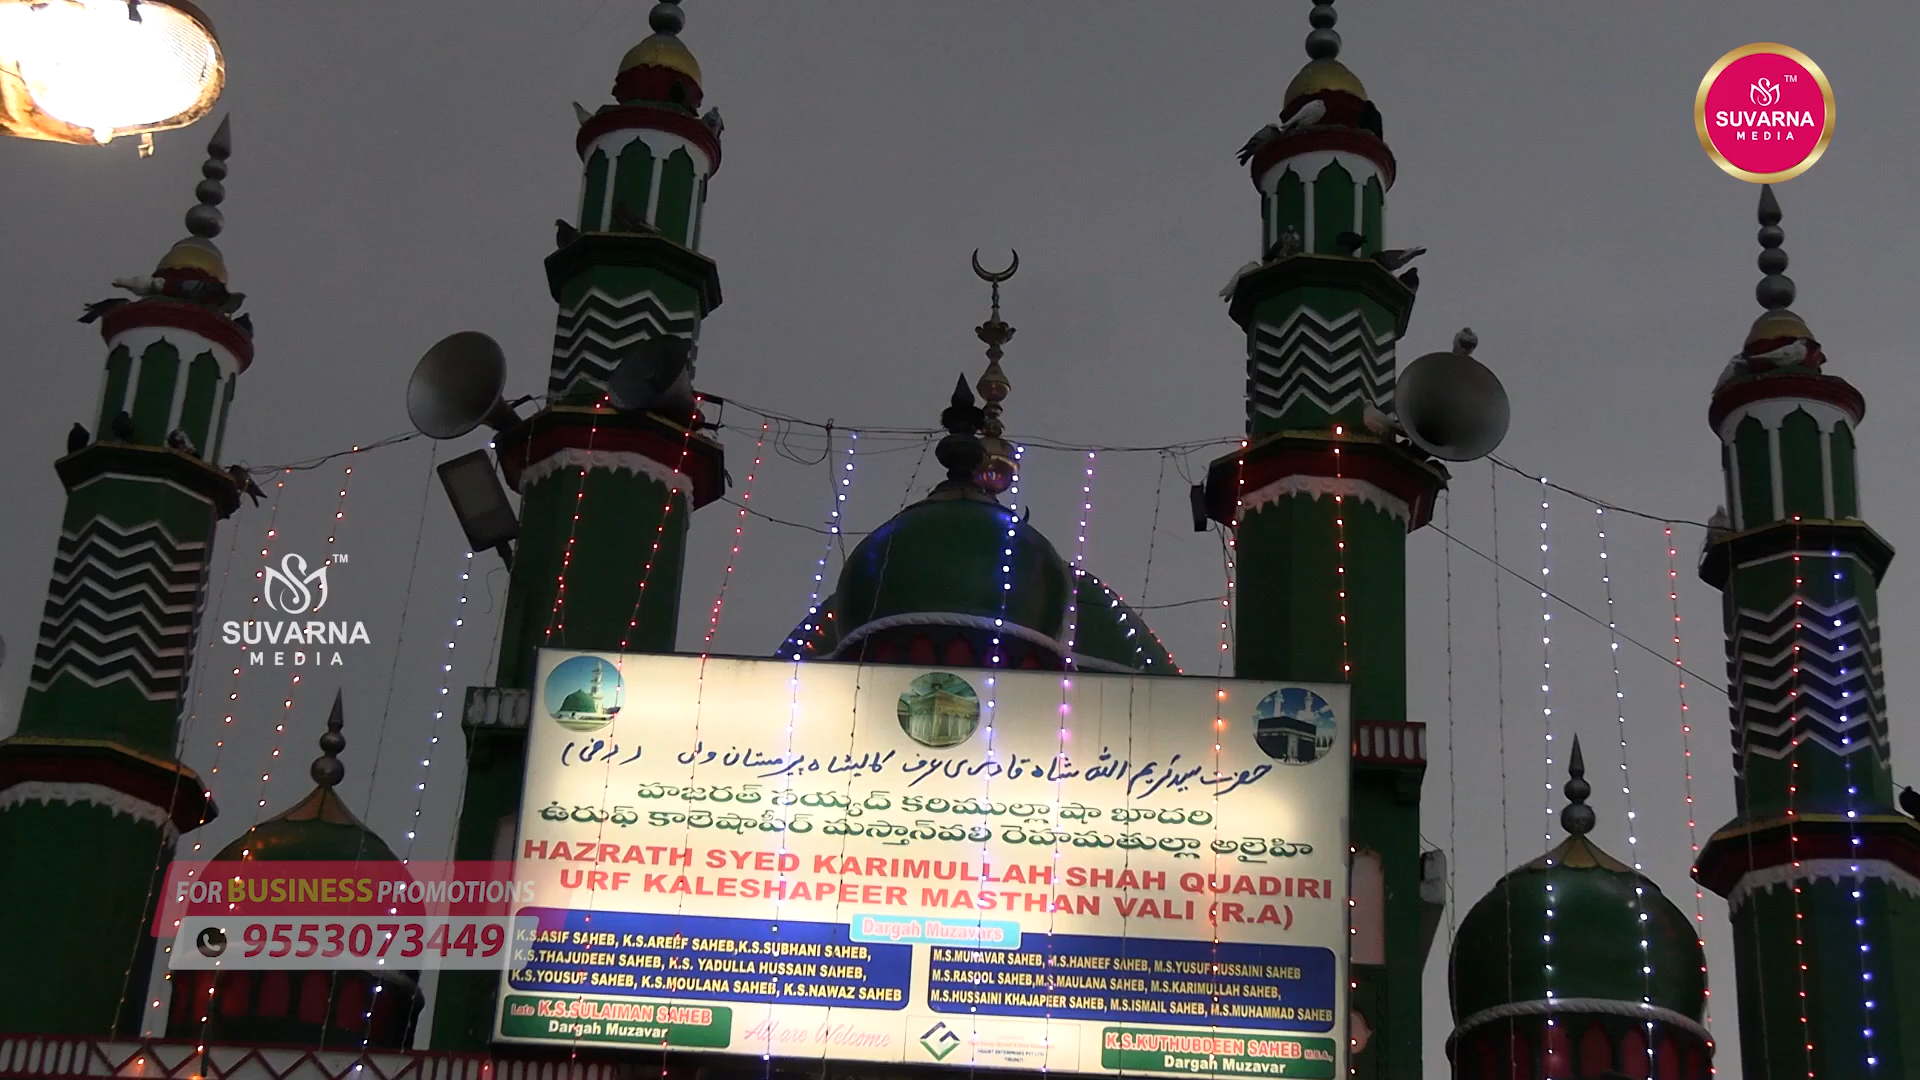 SUVARNA
MEDIA
TM
SUVARNA
MEDIA
TM
حضرت سید کریم اللہ شاہ قادری عرف کالیشاہ پیر مستان ولی (رض)
హజరత్ సయ్యద్ కరిముల్లా షా ఖాదరి
ఉరుఫ్ కాలెషాపీర్ మస్తాన్‌వలి రెహమతుల్లా అలైహి
HAZRATH SYED KARIMULLAH SHAH QUADIRI
URF KALESHAPEER MASTHAN VALI (R.A)
Dargah Muzavars
K.S.ASIF SAHEB, K.S.AREEF SAHEB,K.S.SUBHANI SAHEB,
K.S.THAJUDEEN SAHEB, K.S. YADULLA HUSSAIN SAHEB,
K.S.YOUSUF SAHEB, K.S.MOULANA SAHEB, K.S.NAWAZ SAHEB
M.S.MUNAVAR SAHEB, M.S.HANEEF SAHEB, M.S.YUSUF HUSSAINI SAHEB
M.S.RASOOL SAHEB,M.S.MAULANA SAHEB, M.S.KARIMULLAH SAHEB,
M.S.HUSSAINI KHAJAPEER SAHEB, M.S.ISMAIL SAHEB, M.S.MUHAMMAD SAHEB
Late K.S.SULAIMAN SAHEB
Dargah Muzavar
All are Welcome
K.S.KUTHUBDEEN SAHEB M.B.A.,
Dargah Muzavar
FOR BUSINESS PROMOTIONS
9553073449